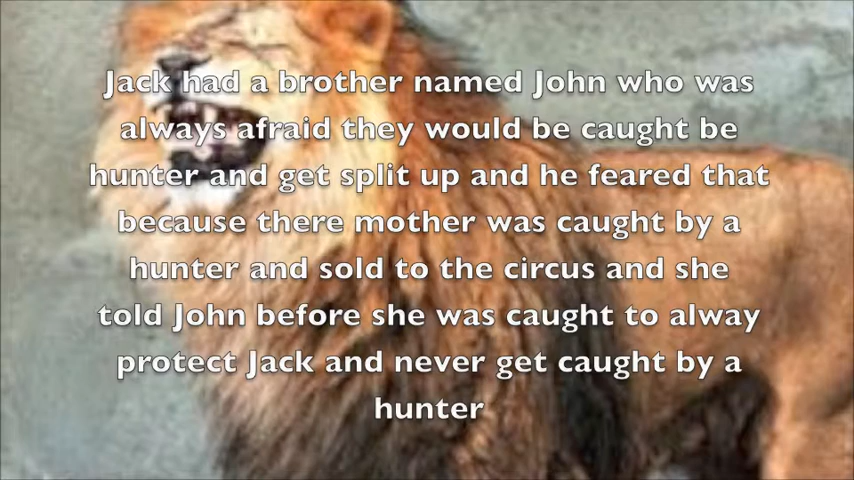 Jack had a brother named John who was
always afraid they would be caught be
hunter and get split up and he feared that
because there mother was caught by a
hunter and sold to the circus and she
told John before she was caught to alway
protect Jack and never get caught by a
hunter